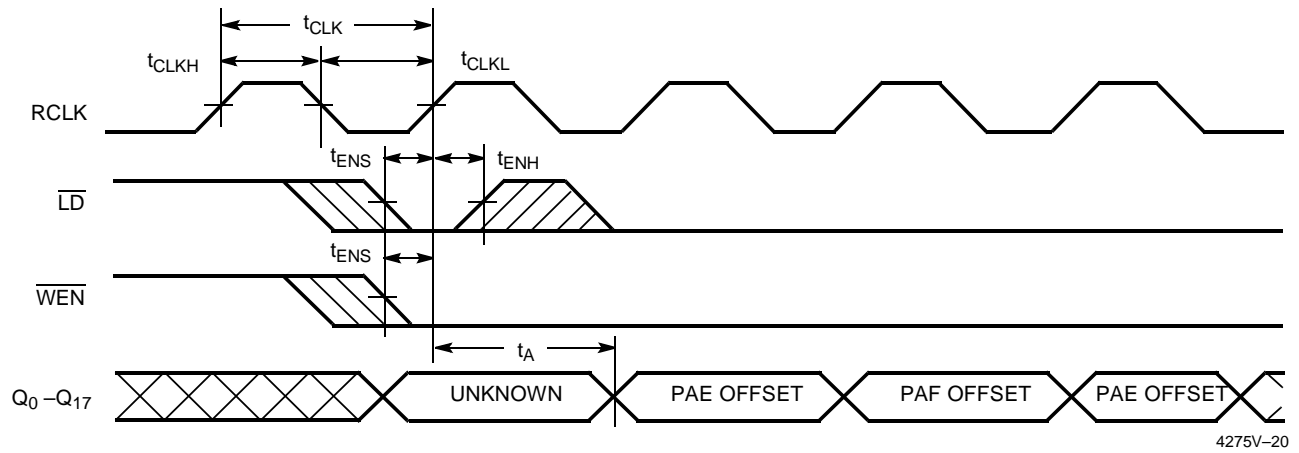 tCLK
tCLKH
tCLKL
RCLK
tENS
tENH
LD
tENS
WEN
tA
Q0 –Q17
UNKNOWN
PAE OFFSET
PAF OFFSET
PAE OFFSET
4275V–20